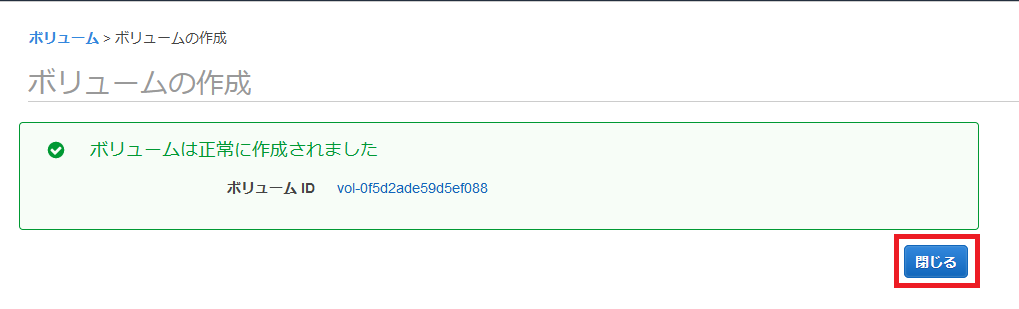 ボリューム > ボリュームの作成
ボリュームの作成
ボリュームは正常に作成されました
ボリューム ID vol-0f5d2ade59d5ef088
閉じる